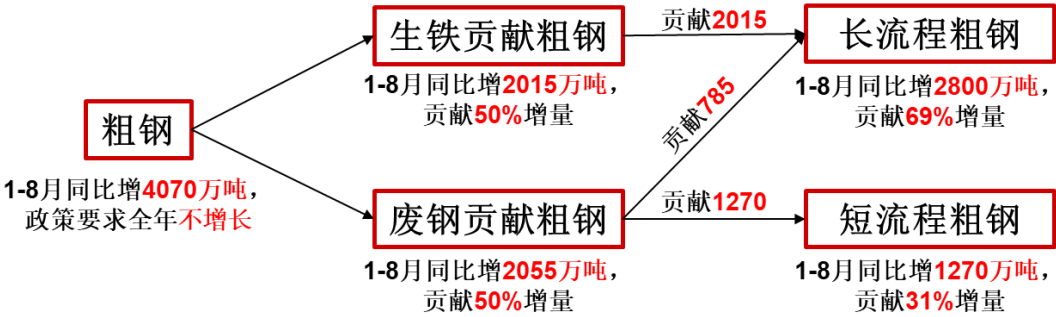 粗钢
1-8月同比增4070万吨，
政策要求全年不增长
生铁贡献粗钢
1-8月同比增2015万吨，
贡献50%增量
废钢贡献粗钢
1-8月同比增2055万吨，
贡献50%增量
贡献2015
贡献785
贡献1270
长流程粗钢
1-8月同比增2800万吨，
贡献69%增量
短流程粗钢
1-8月同比增1270万吨，
贡献31%增量